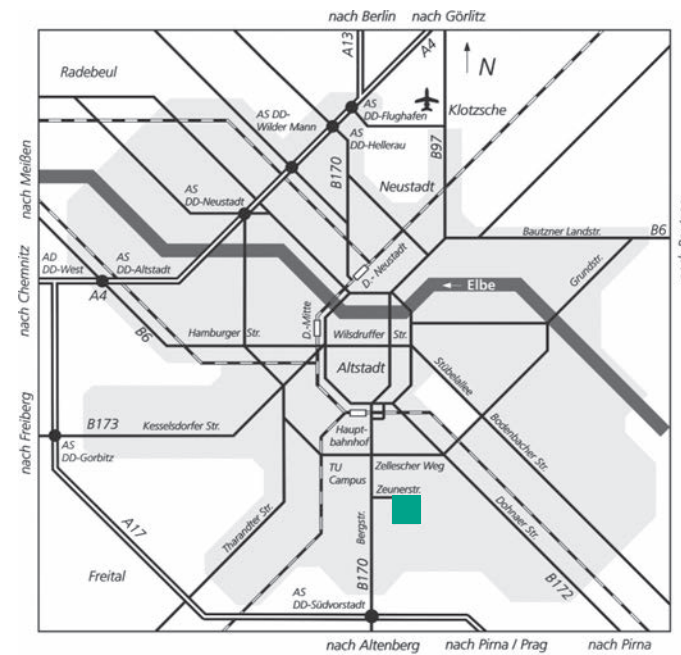 nach Berlin
nach Görlitz
A13
A4
N
Radebeul
AS
DD-Flughafen
Klotzsche
AS DD-
Wilder Mann
AS
DD-Hellerau
B97
B170
nach Meißen
Neustadt
AS
DD-Neustadt
Bautzner Landstr.
B6
Grundstr.
D.- Neustadt
AD
DD-West
AS
DD-Altstadt
nach Chemnitz
A4
Elbe
B6
Hamburger Str.
D.-Mitte
Wilsdruffer Str.
Altstadt
Stübelallee
nach Freiberg
B173
Kesselsdorfer Str.
Haupt-
bahnhof
Bodenbacher Str.
AS
DD-Gorbitz
TU
Campus
Zellescher Weg
Zeunerstr.
A17
Tharandter Str.
Bergstr.
Dohnaer Str.
Freital
B170
B172
AS
DD-Südvorstadt
nach Altenberg
nach Pirna / Prag
nach Pirna